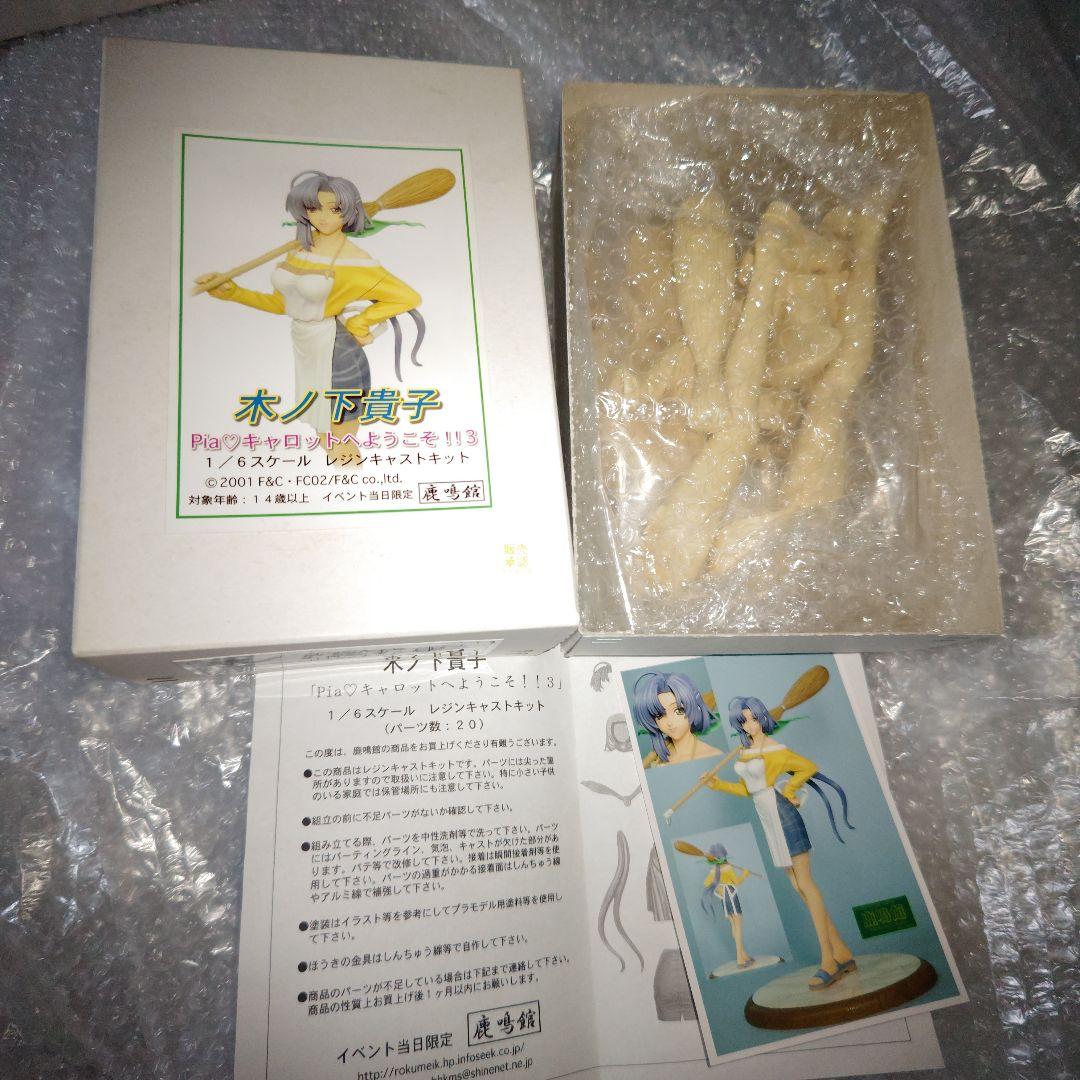 木ノ下貴子
Pia♡キャロットへようこそ!!3
1／6スケール　レジンキャストキット
©2001 F&C・FC02/F&C co.,ltd.
対象年齢：14歳以上　イベント当日限定　鹿鳴館
販売
承認
木ノ下貴子
「Pia♡キャロットへようこそ！！3」
1／6スケール　レジンキャストキット
（パーツ数：20）
この度は、鹿鳴館の商品をお買上げくださり有難うございます。
●この商品はレジンキャストキットです。パーツには尖った箇
所がありますので取扱いに注意して下さい。特に小さい子供
のいる家庭では保管場所にも注意して下さい。
●組立の前に不足パーツがないか確認して下さい。
●組み立てる際、パーツを中性洗剤等で洗って下さい。パーツ
にはパーティングライン、気泡、キャストが欠けた部分があ
ります。パテ等で改修して下さい。接着は瞬間接着剤等を使
用して下さい。パーツの過重がかかる接着面はしんちゅう線
やアルミ線で補強して下さい。
●塗装はイラスト等を参考にしてプラモデル用塗料等を使用し
て下さい。
●ほうきの金具はしんちゅう線等で自作して下さい。
●商品のパーツが不足している場合は下記まで連絡して下さい。
商品の性質上お買上げ後1ヶ月以内にお願いします。
イベント当日限定　鹿鳴館
http://rokumeik.hp.infoseek.co.jp/
hkms@shinenet.ne.jp
鹿鳴館